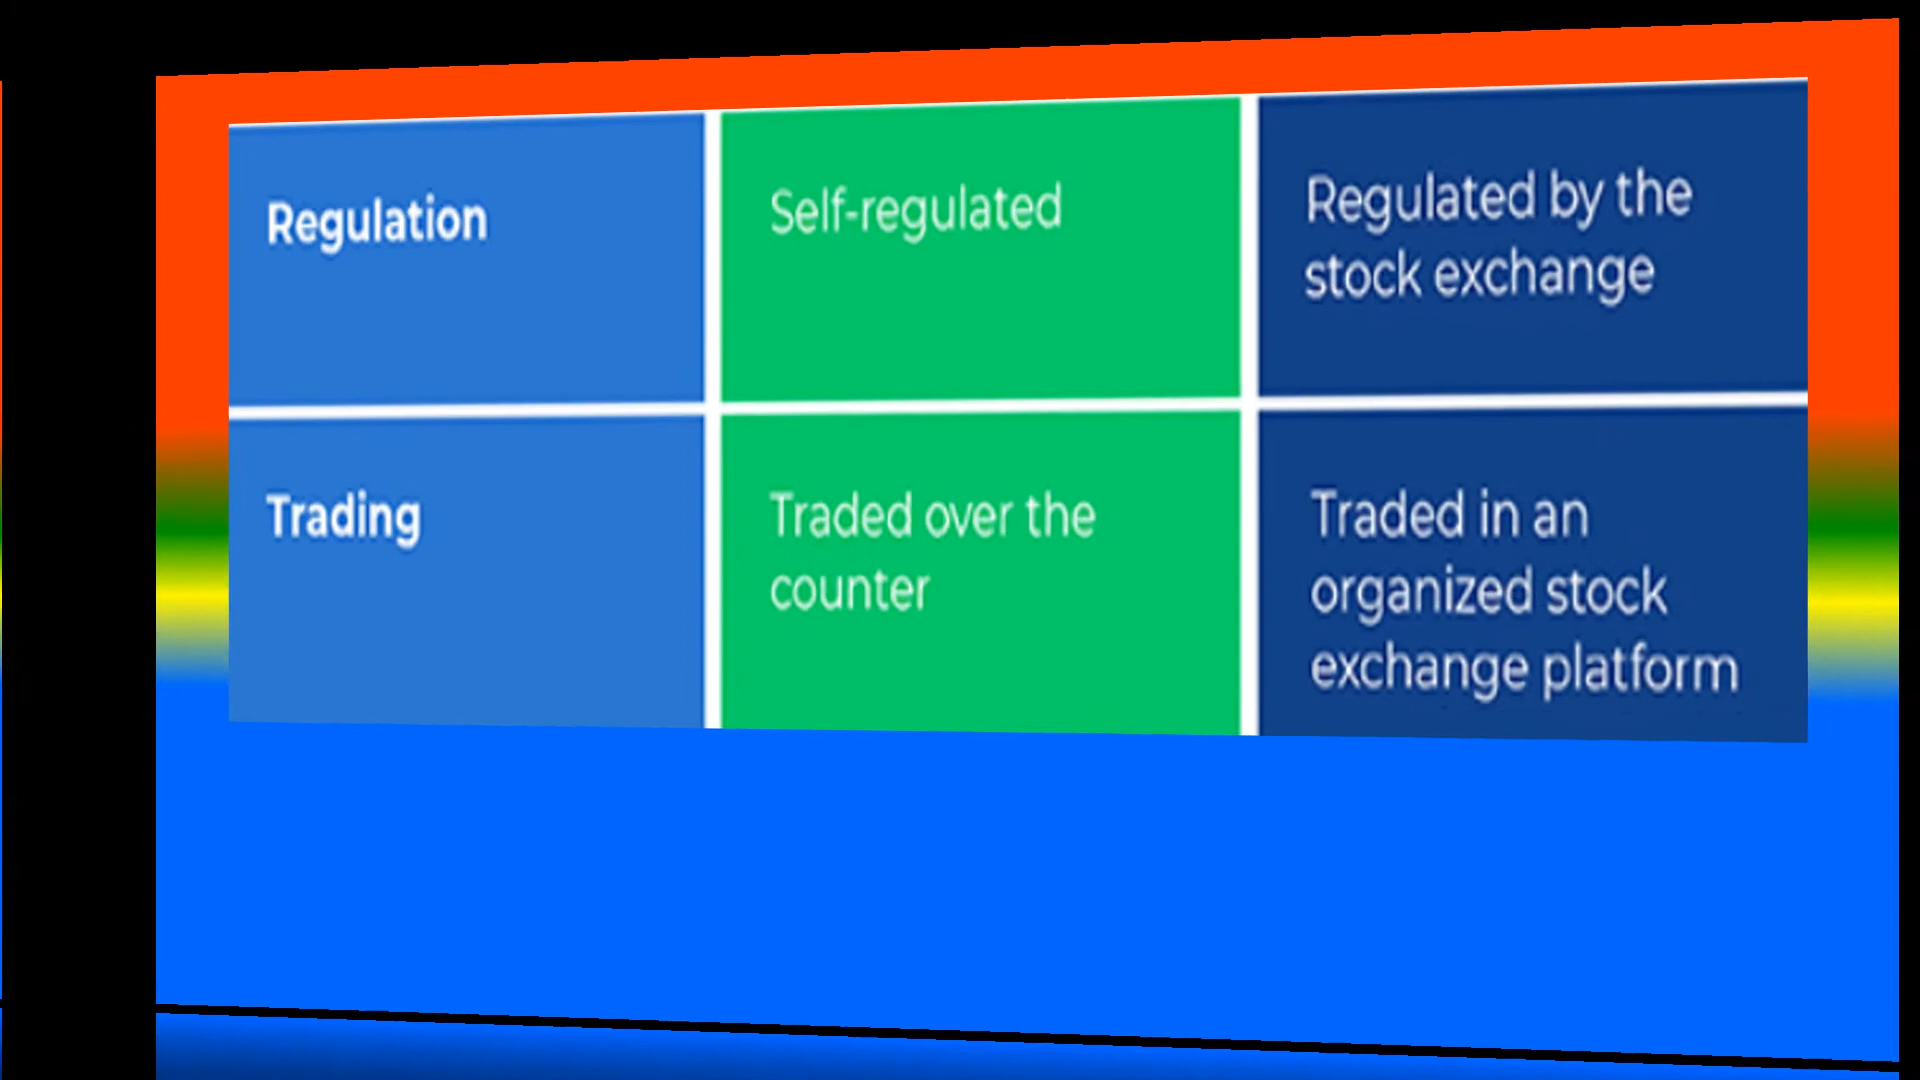 Regulation
Self-regulated
Regulated by the
stock exchange
Trading
Traded over the
counter
Traded in an
organized stock
exchange platform